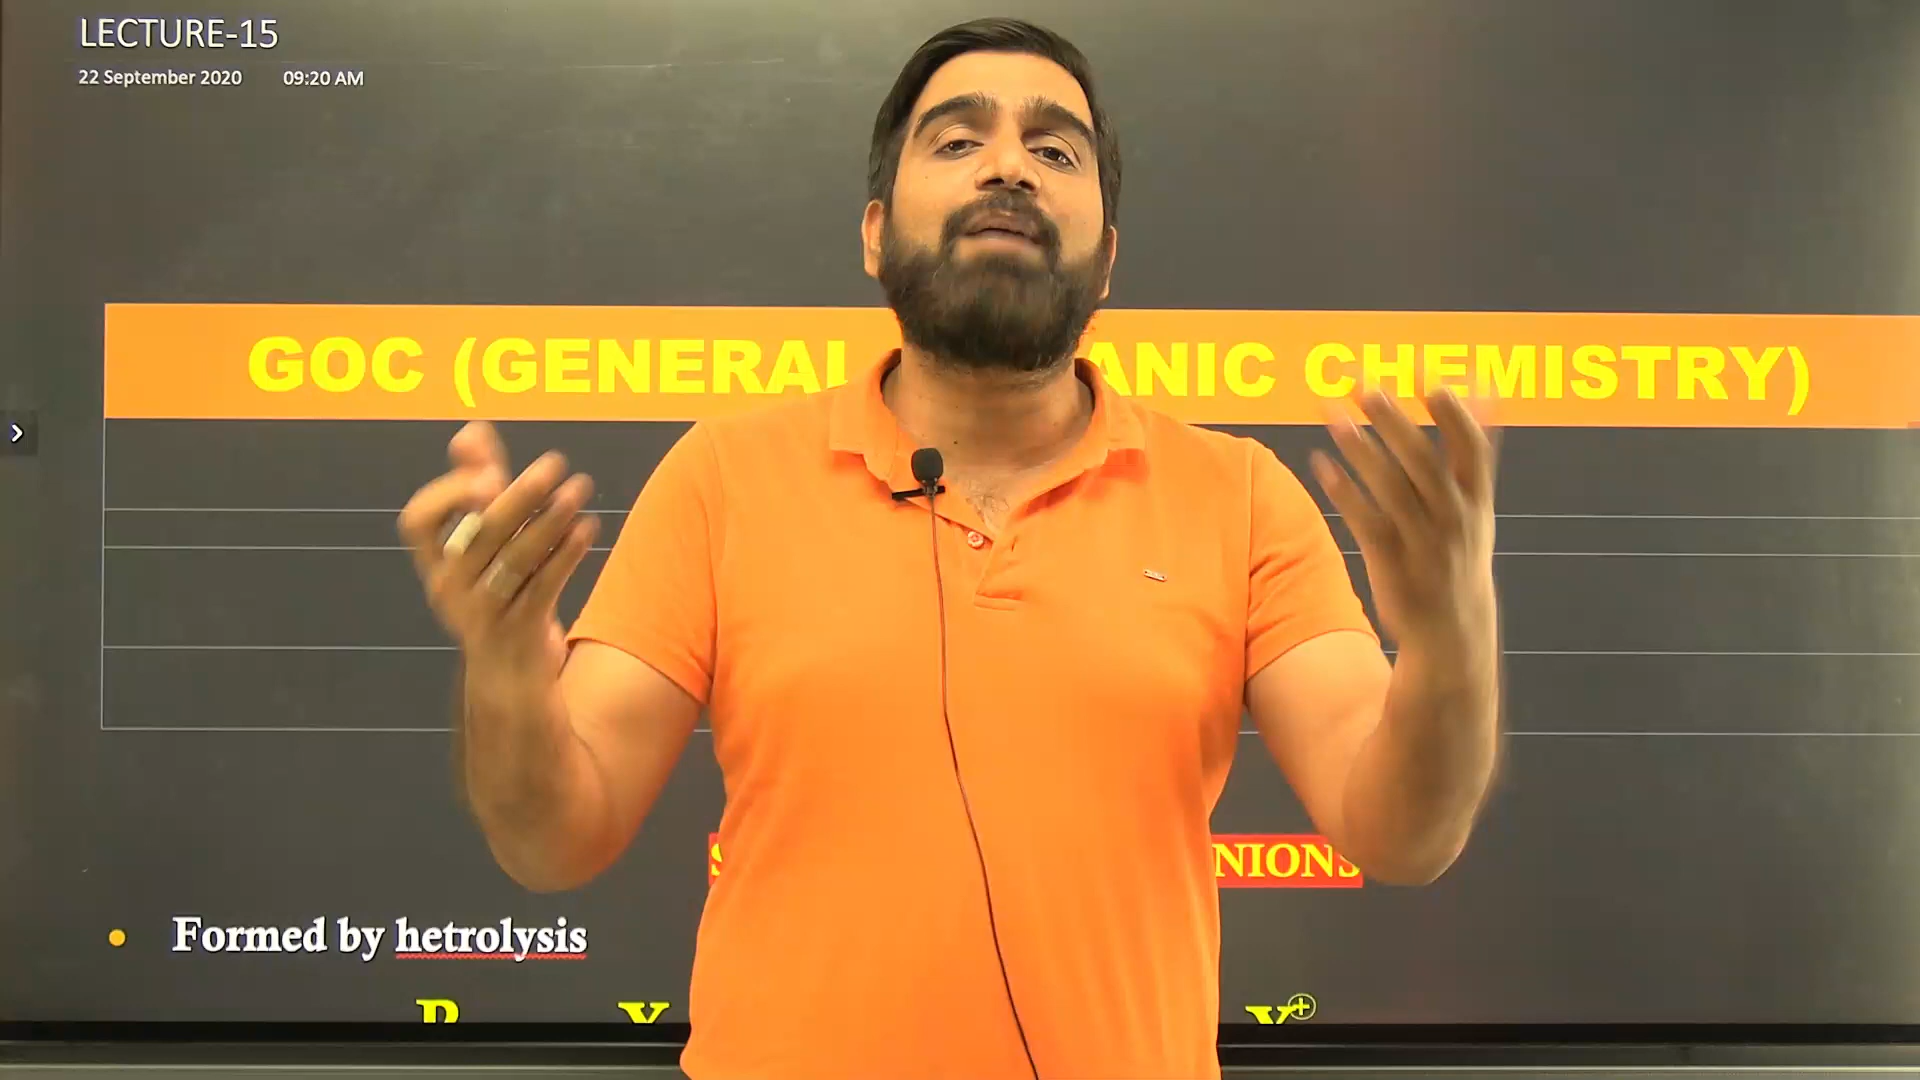 LECTURE-15
22 September 2020 09:20 AM
GOC (GENERAL ANIC CHEMISTRY)
NIONS
Formed by hetrolysis
R X Y⊕